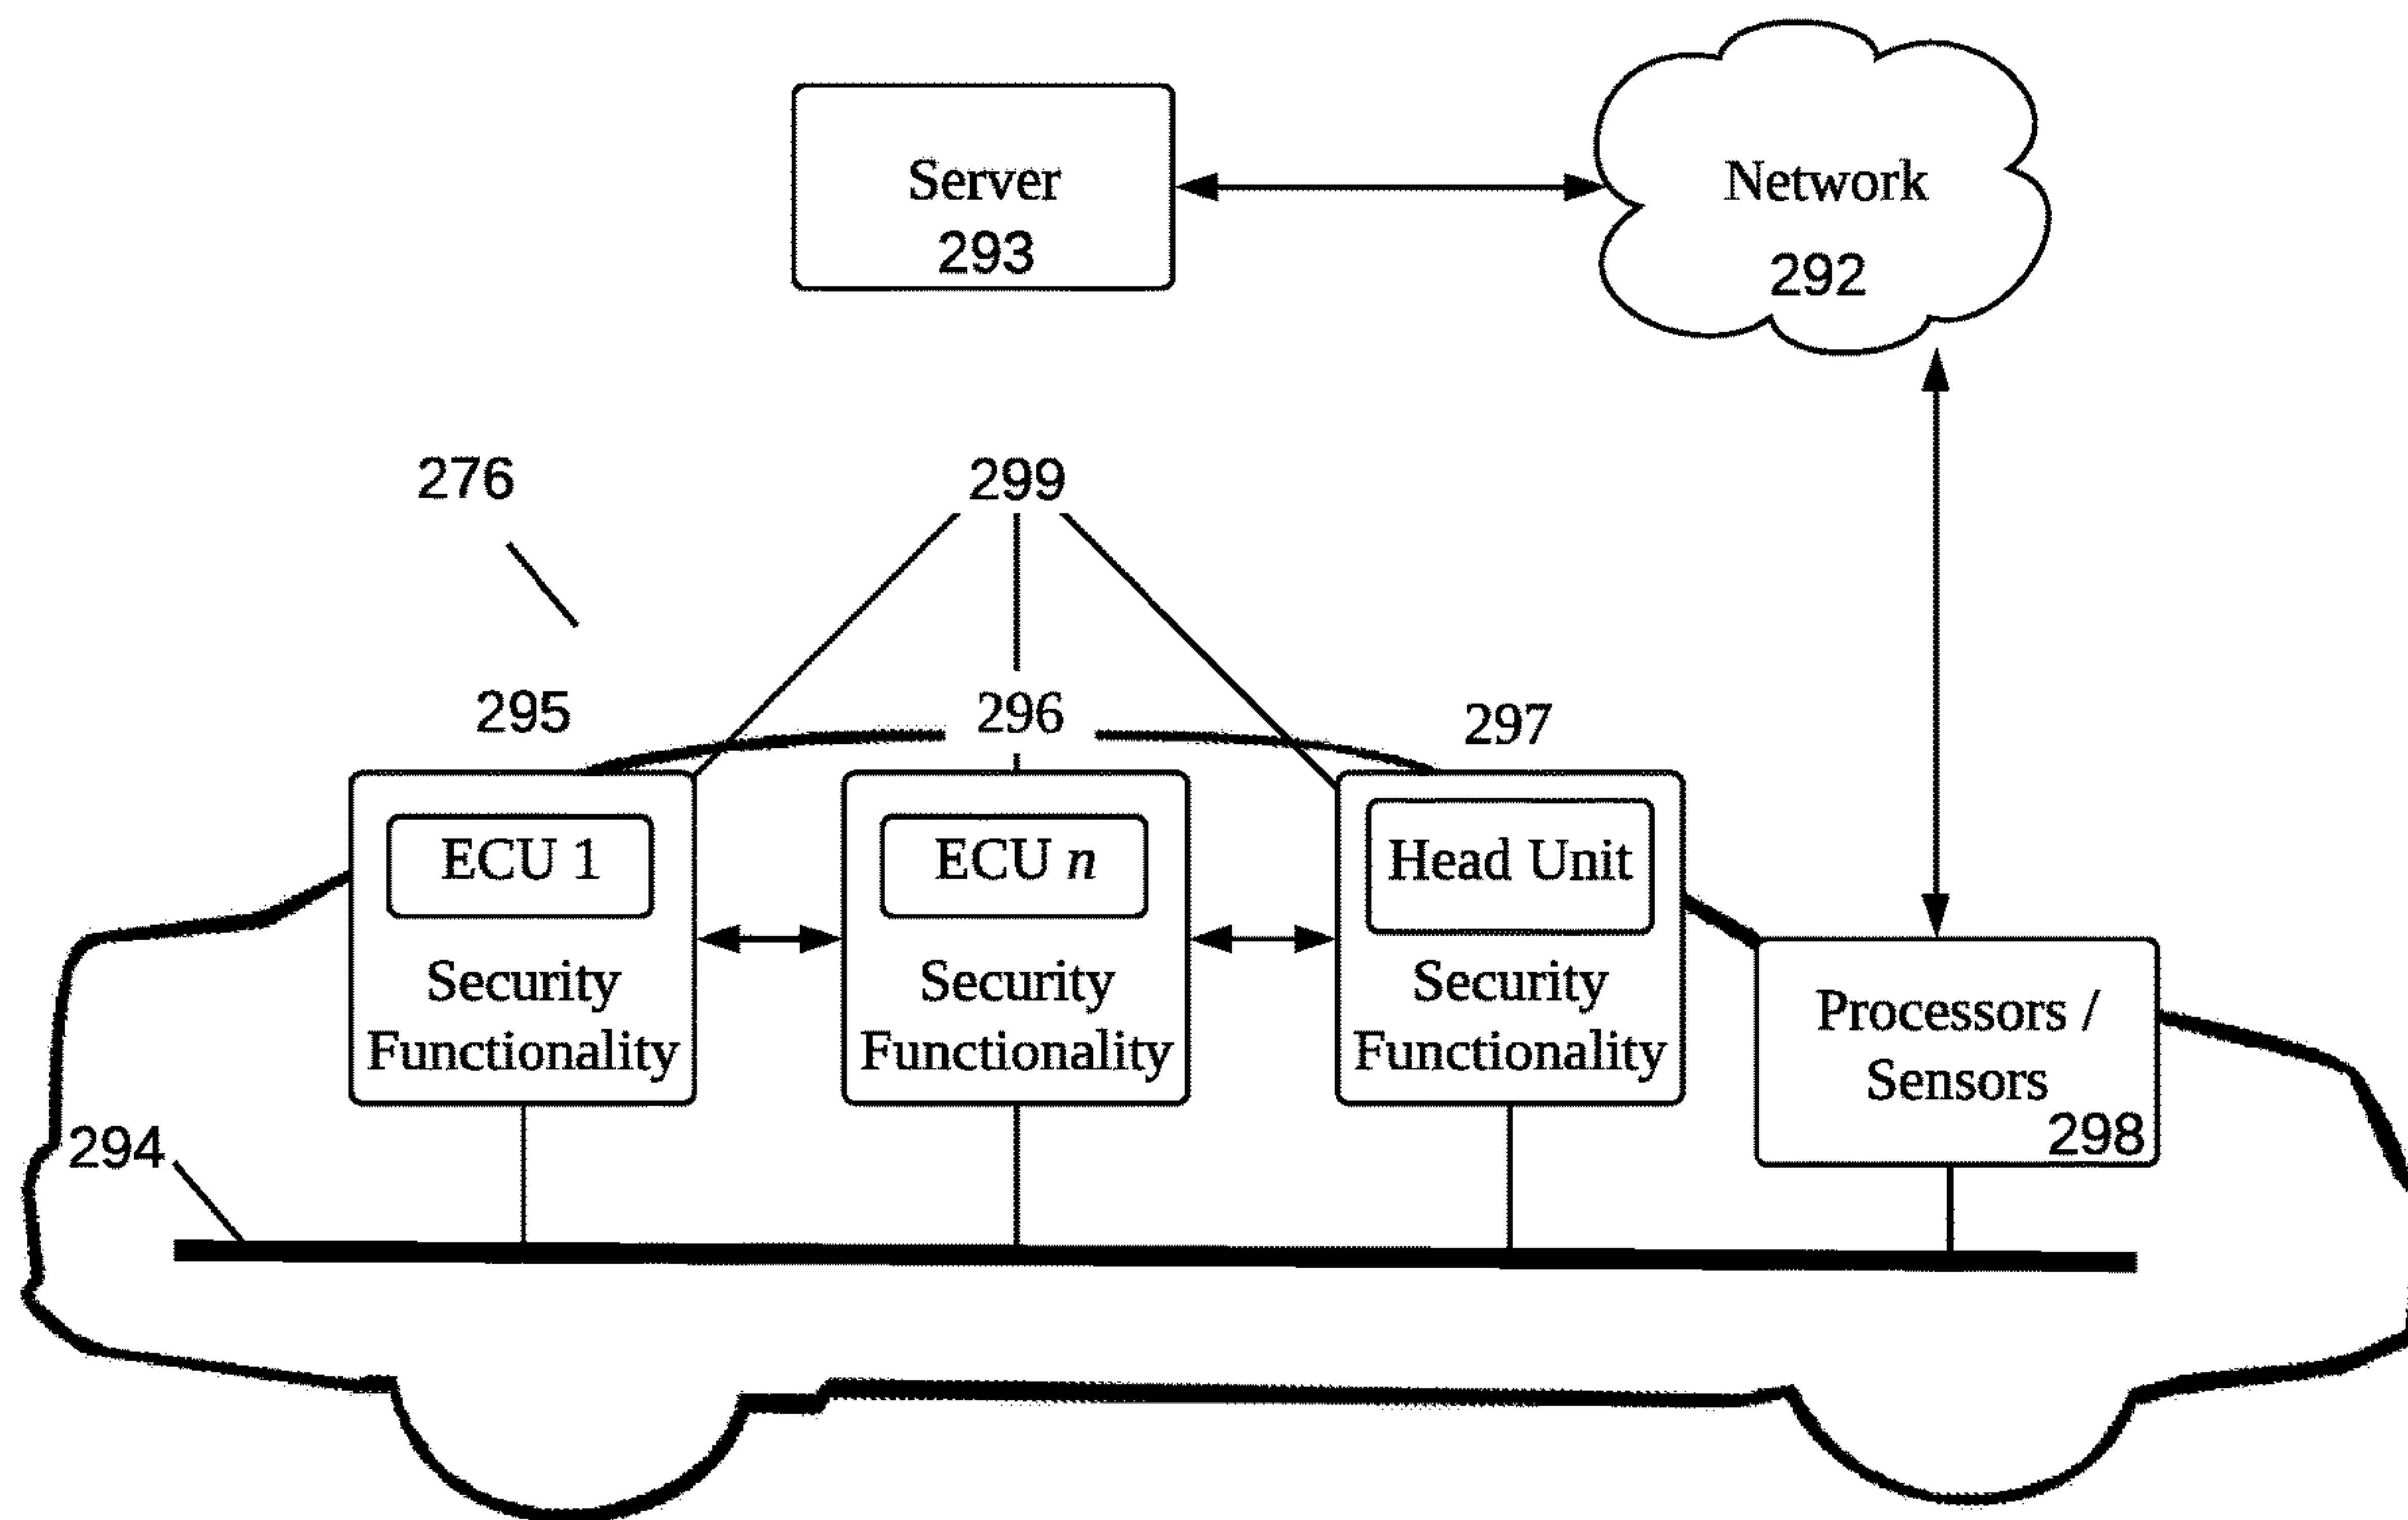 Server
293
Network
292
276
299
295
296
297
ECU 1
Security
Functionality
ECU n
Security
Functionality
Head Unit
Security
Functionality
Processors /
Sensors
298
294